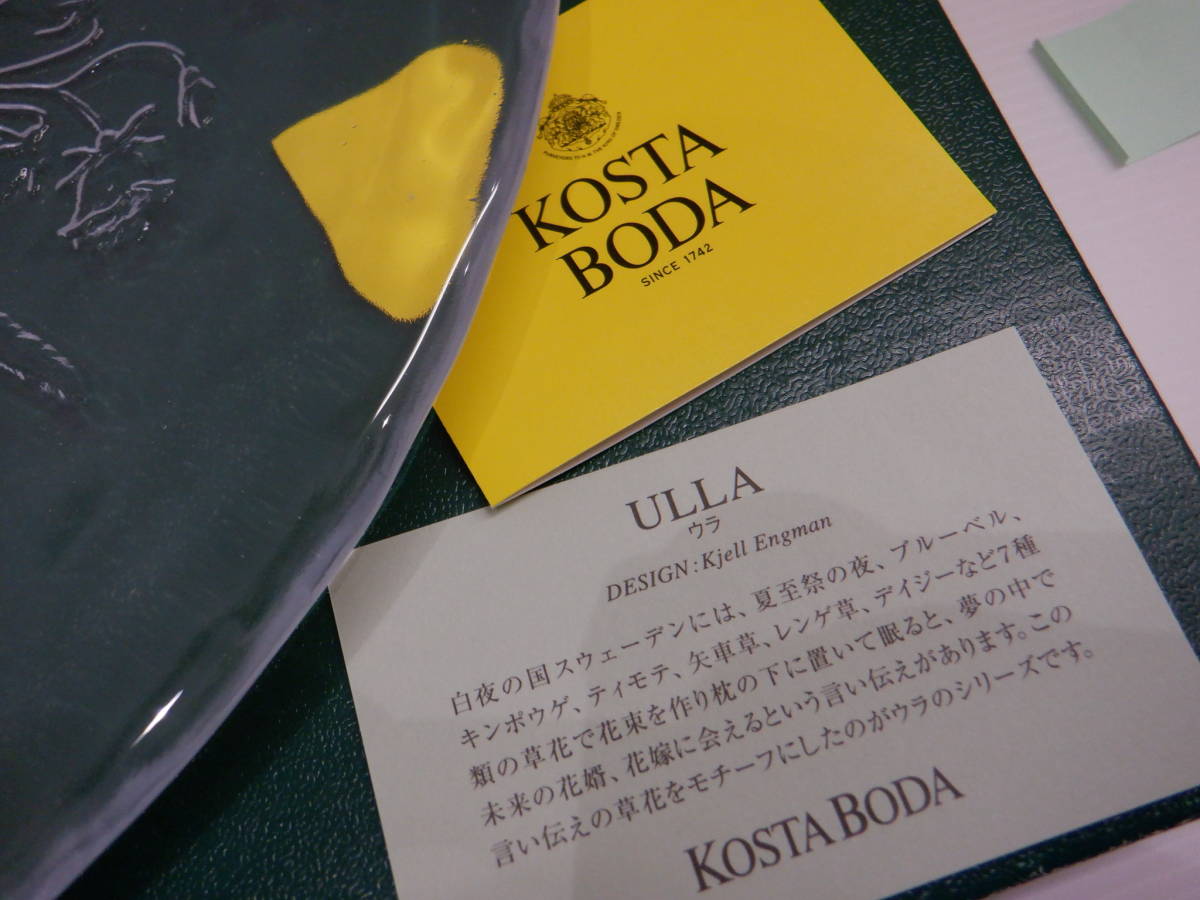 KOSTA
BODA
SINCE 1742
ULLA
ウラ
DESIGN:Kjell Engman
白夜の国スウェーデンには、夏至祭の夜、ブルーベル、
キンポウゲ、ティモテ、矢車草、レンゲ草、デイジーなど7種
類の草花で花束を作り枕の下に置いて眠ると、夢の中で
未来の花婿、花嫁に会えるという言い伝えがあります。この
言い伝えの草花をモチーフにしたのがウラのシリーズです。
KOSTA BODA